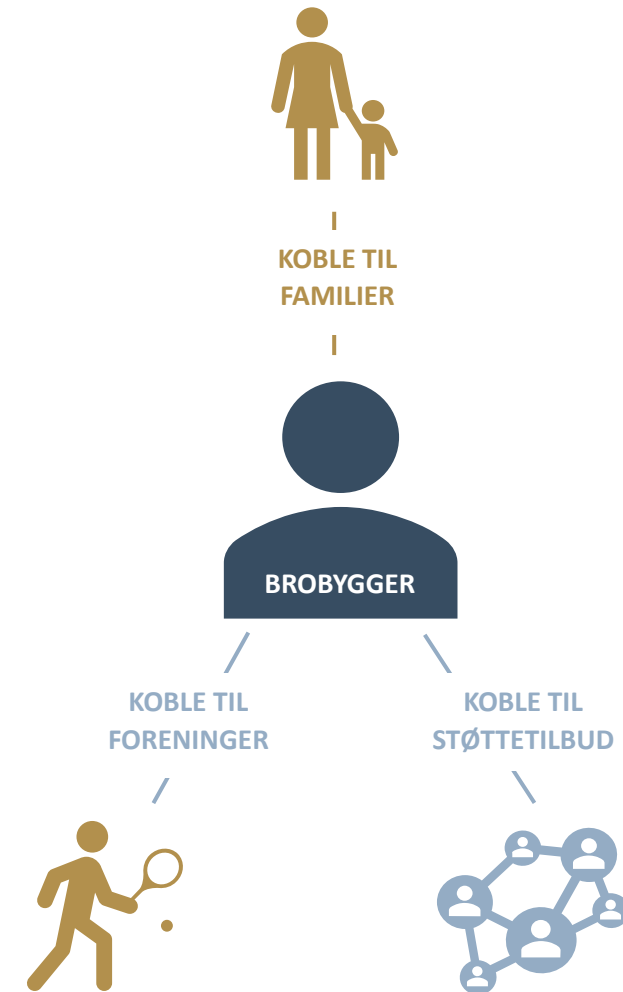 KOBLE TIL
FAMILIER
BROBYGGER
KOBLE TIL
FORENINGER
KOBLE TIL
STØTTETILBUD